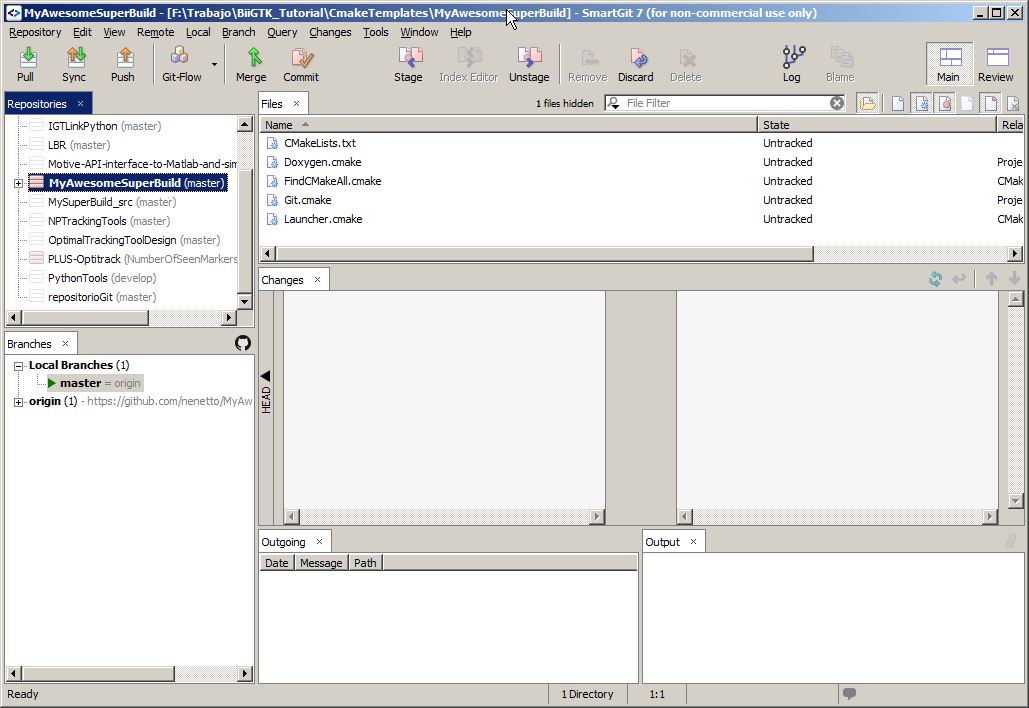 MyAwesomeSuperBuild - [F:\Trabajo\BiiGTK_Tutorial\CmakeTemplates\MyAwesomeSuperBuild] - SmartGit 7 (for non-commercial use only)
Repository Edit View Remote Local Branch Query Changes Tools Window Help
Pull Sync Push Git-Flow Merge Commit Stage Index Editor Unstage Remove Discard Delete Log Blame Main Review
Repositories
IGTLinkPython (master)
LBR (master)
Motive-API-interface-to-Matlab-and-sim
MyAwesomeSuperBuild (master)
MySuperBuild_src (master)
NPTrackingTools (master)
OptimalTrackingToolDesign (master)
PLUS-Optitrack (NumberOfSeenMarkers
PythonTools (develop)
repositorioGit (master)
Branches
Local Branches (1)
master = origin
origin (1) - https://github.com/nenetto/MyAw
Files
1 files hidden
File Filter
Name State Rela
CMakeLists.txt Untracked
Doxygen.cmake Untracked Proje
FindCMakeAll.cmake Untracked CMak
Git.cmake Untracked Proje
Launcher.cmake Untracked CMak
Changes
HEAD
Outgoing
Date Message Path
Output
Ready
1 Directory
1:1